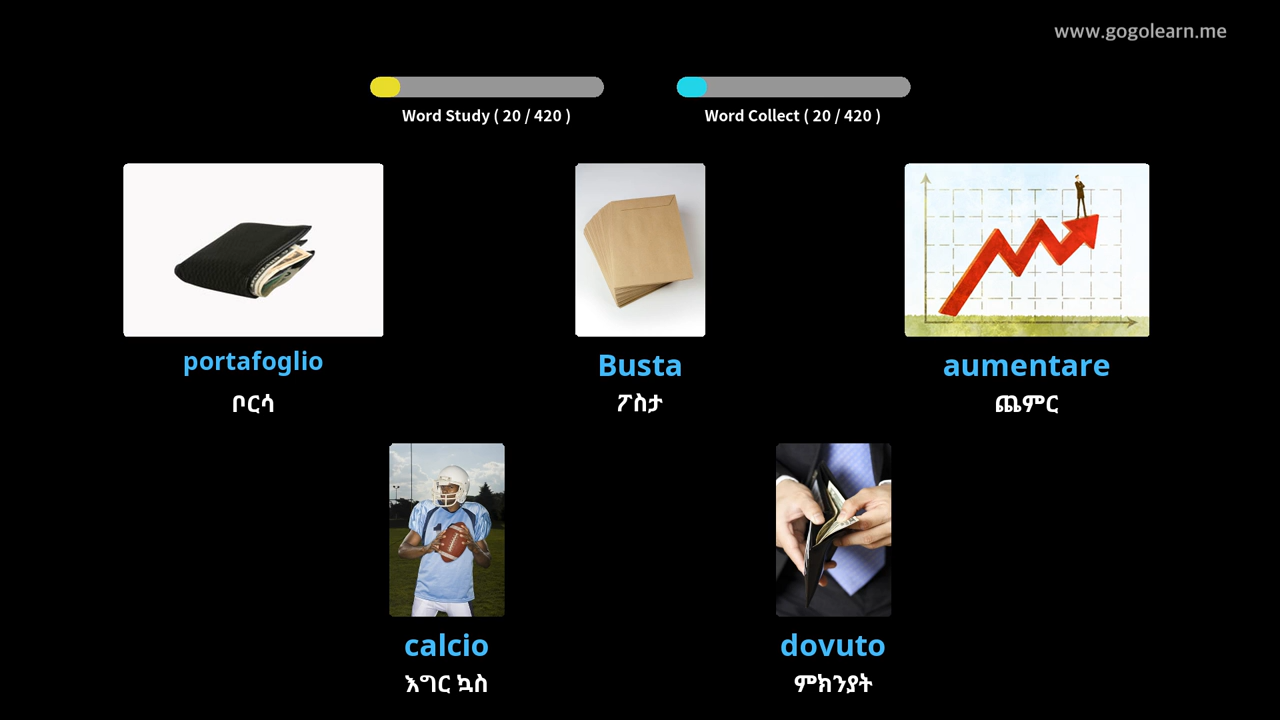 www.gogolearn.me
Word Study ( 20 / 420 )
Word Collect ( 20 / 420 )
portafoglio
ቦርሳ
Busta
ፖስታ
aumentare
ጨምር
calcio
እግር ኳስ
dovuto
ምክንያት